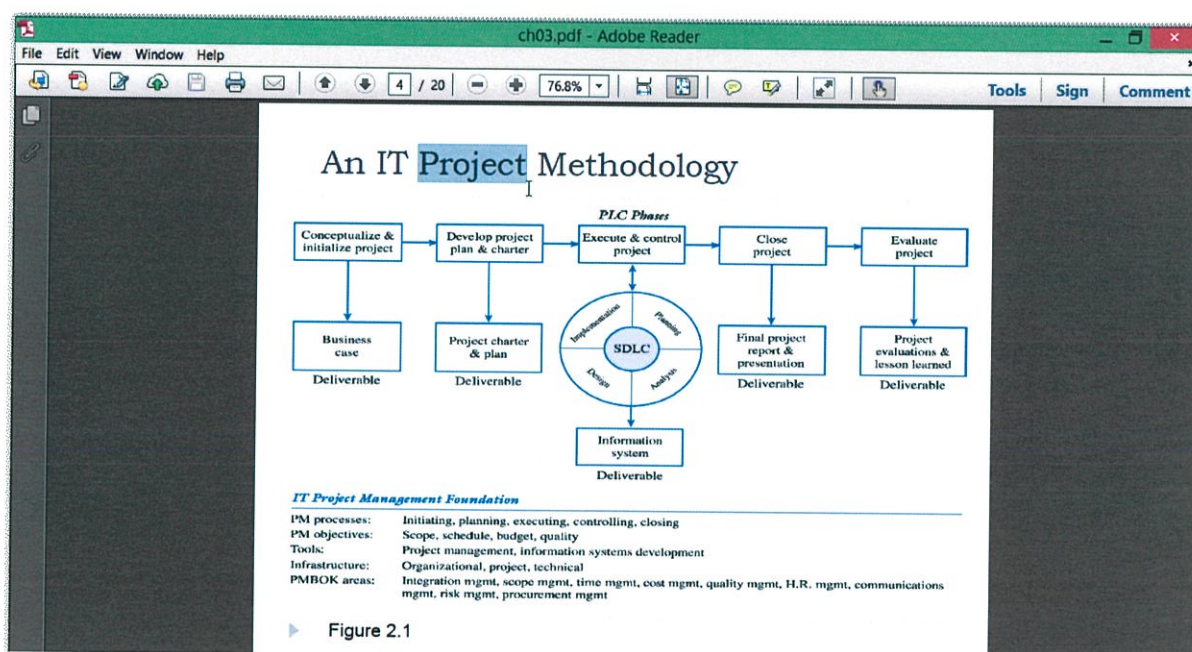 ch03.pdf - Adobe Reader
File Edit View Window Help
4 / 20
76.8%
Tools Sign Comment
An IT Project Methodology
PLC Phases
Conceptualize &
initialize project
Develop project
plan & charter
Execute & control
project
Close
project
Evaluate
project
Business
case
Deliverable
Project charter
& plan
Deliverable
Implementation
Planning
SDLC
Design
Analysis
Final project
report &
presentation
Deliverable
Project
evaluations &
lesson learned
Deliverable
Information
system
Deliverable
IT Project Management Foundation
PM processes: Initiating, planning, executing, controlling, closing
PM objectives: Scope, schedule, budget, quality
Tools: Project management, information systems development
Infrastructure: Organizational, project, technical
PMBOK areas: Integration mgmt, scope mgmt, time mgmt, cost mgmt, quality mgmt, H.R. mgmt, communications
mgmt, risk mgmt, procurement mgmt
Figure 2.1